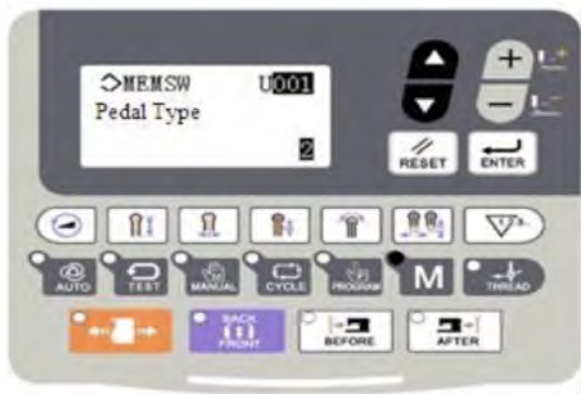 MEMSW U001
Pedal Type
2
+
−
RESET
ENTER
AUTO
TEST
MANUAL
CYCLE
PROGRAM
M
THREAD
BACK
FRONT
BEFORE
AFTER